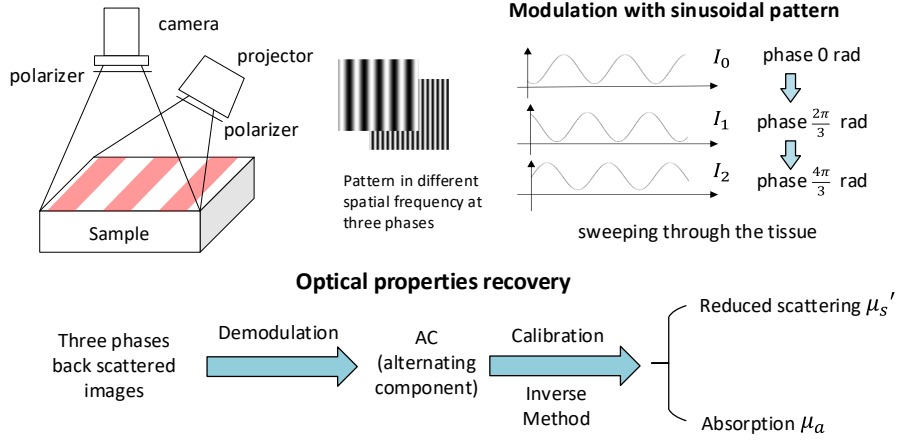 camera
polarizer
projector
polarizer
Sample
Pattern in different
spatial frequency at
three phases
Modulation with sinusoidal pattern
I₀
phase 0 rad
I₁
phase 2π/3 rad
I₂
phase 4π/3 rad
sweeping through the tissue
Optical properties recovery
Three phases
back scattered
images
Demodulation
AC
(alternating
component)
Calibration
Inverse
Method
Reduced scattering μₛ′
Absorption μₐ